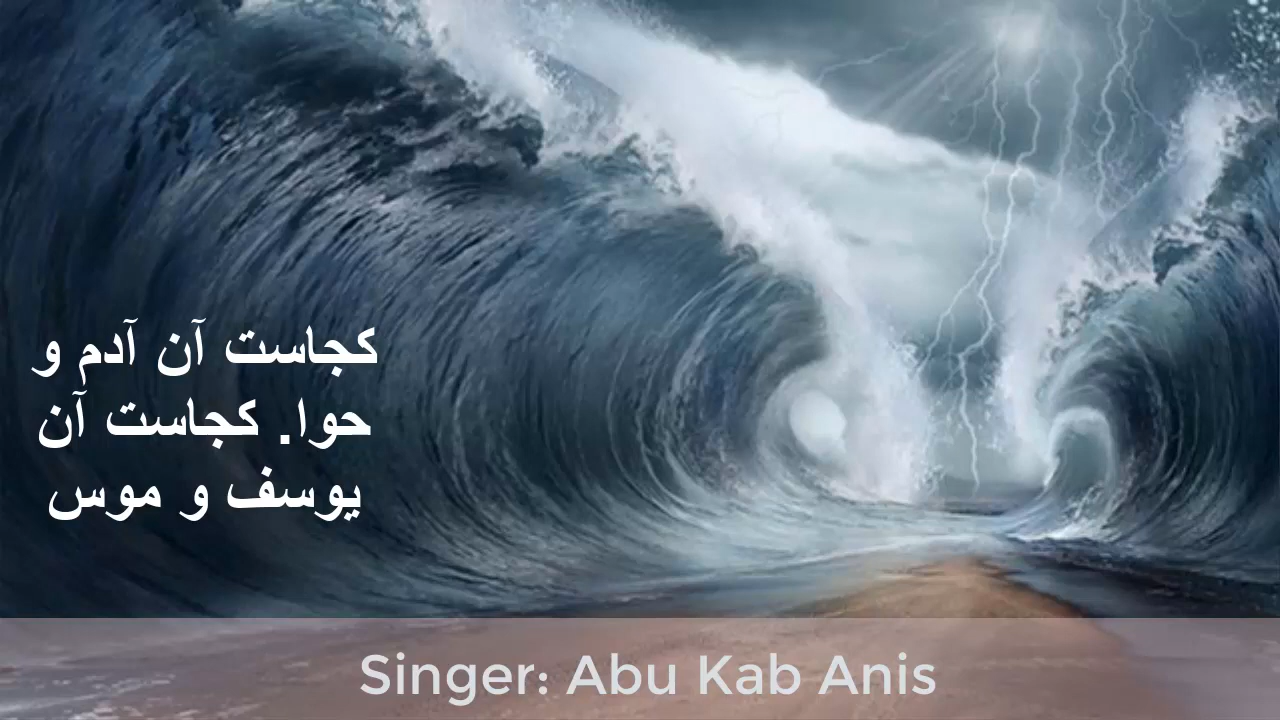 کجاست آن آدم و
حوا. کجاست آن
یوسف و موس
Singer: Abu Kab Anis